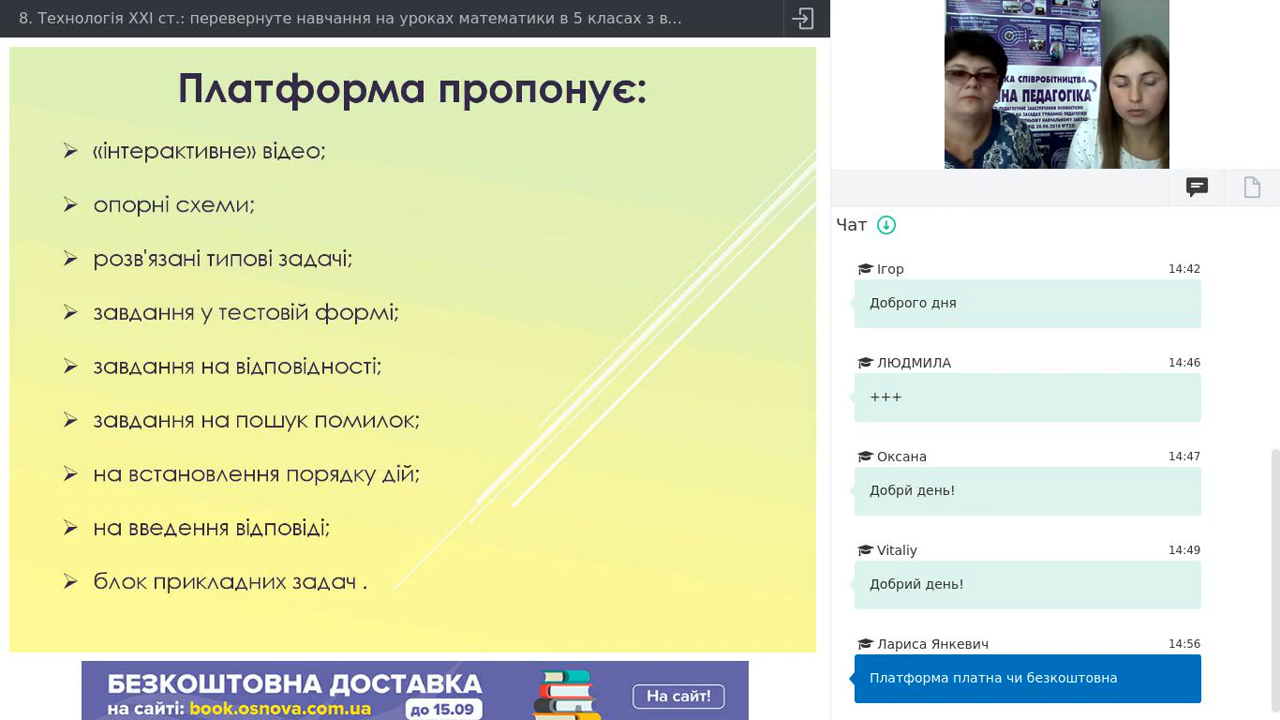 8. Технологія XXI ст.: перевернуте навчання на уроках математики в 5 класах з в...
Платформа пропонує:
«інтерактивне» відео;
опорні схеми;
розв'язані типові задачі;
завдання у тестовій формі;
завдання на відповідності;
завдання на пошук помилок;
на встановлення порядку дій;
на введення відповіді;
блок прикладних задач .
БЕЗКОШТОВНА ДОСТАВКА
на сайті: book.osnova.com.ua
до 15.09
На сайт!
КА СПІВРОБІТНИЦТВА
НА ПЕДАГОГІКА
Чат
Ігор 14:42
Доброго дня
ЛЮДМИЛА 14:46
+++
Оксана 14:47
Добрй день!
Vitaliy 14:49
Добрий день!
Лариса Янкевич 14:56
Платформа платна чи безкоштовна